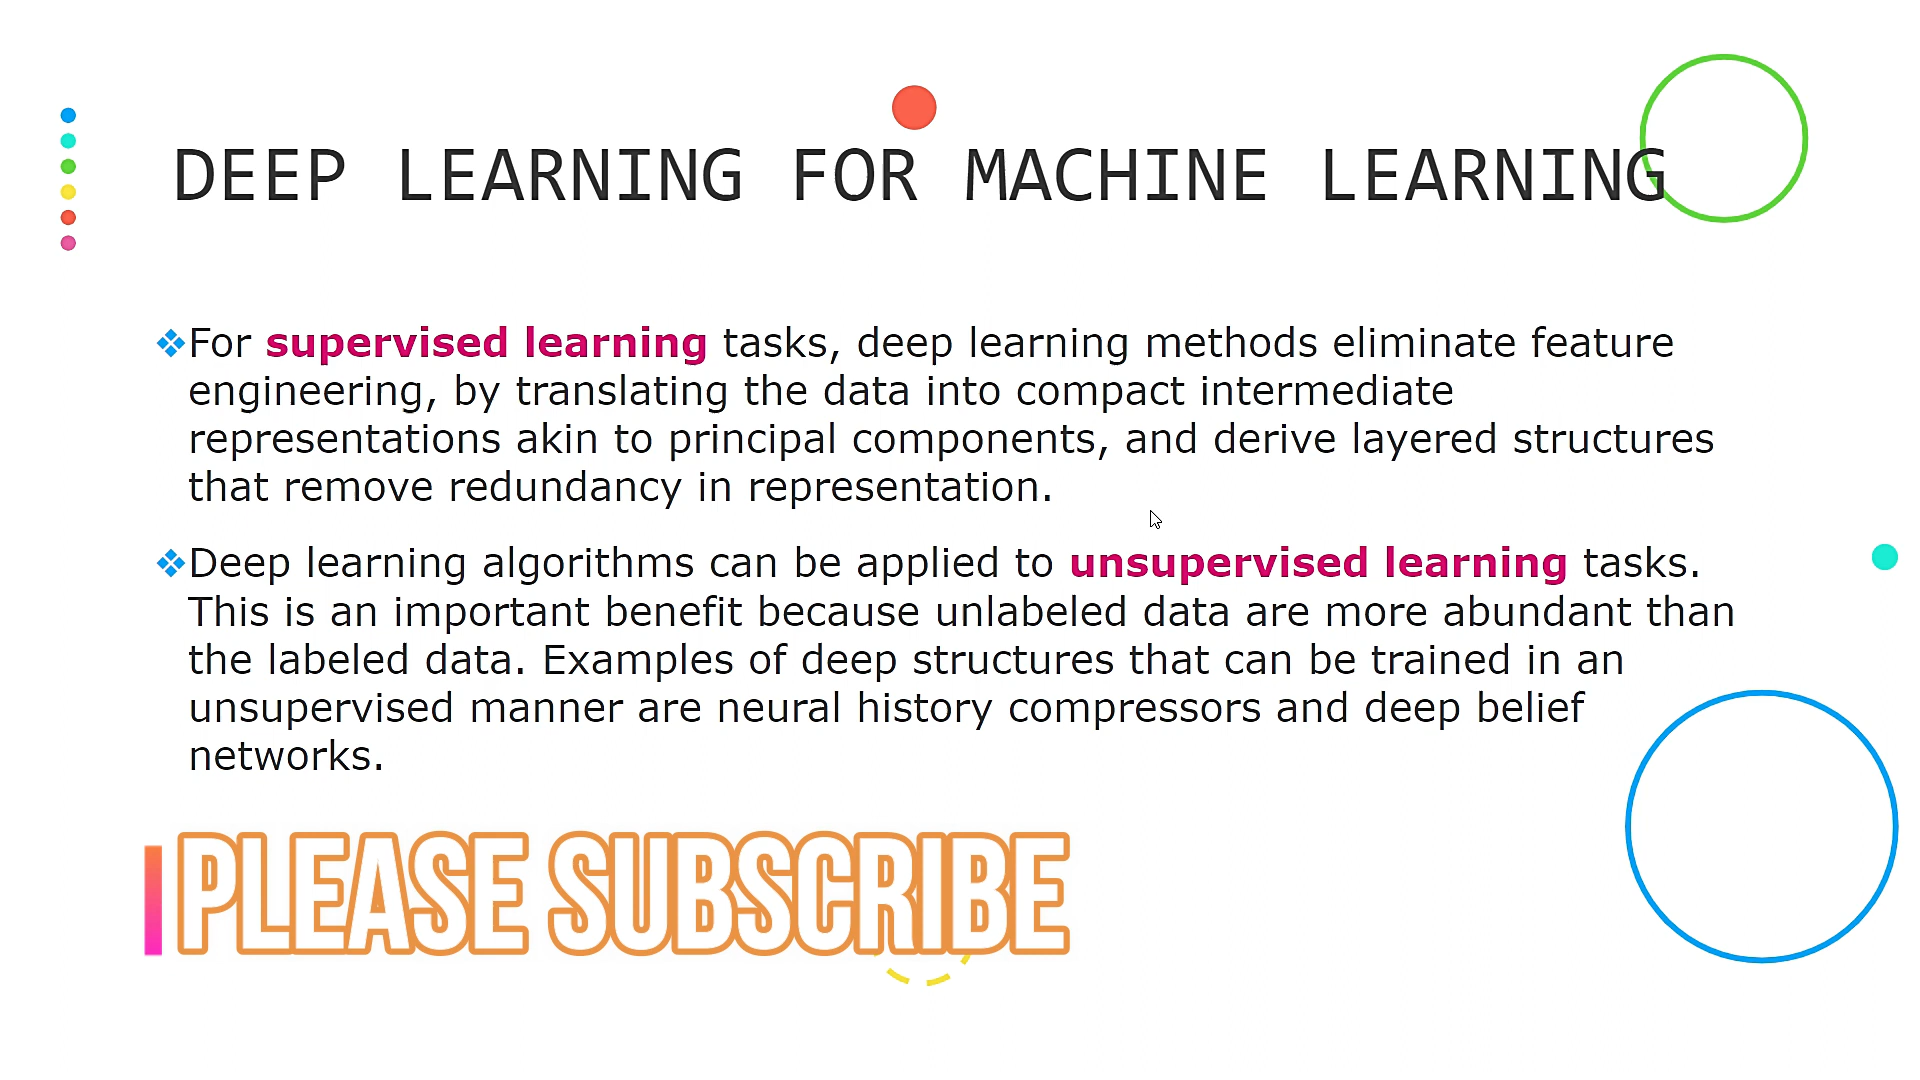 DEEP LEARNING FOR MACHINE LEARNING
❖For supervised learning tasks, deep learning methods eliminate feature
engineering, by translating the data into compact intermediate
representations akin to principal components, and derive layered structures
that remove redundancy in representation.
❖Deep learning algorithms can be applied to unsupervised learning tasks.
This is an important benefit because unlabeled data are more abundant than
the labeled data. Examples of deep structures that can be trained in an
unsupervised manner are neural history compressors and deep belief
networks.
PLEASE SUBSCRIBE